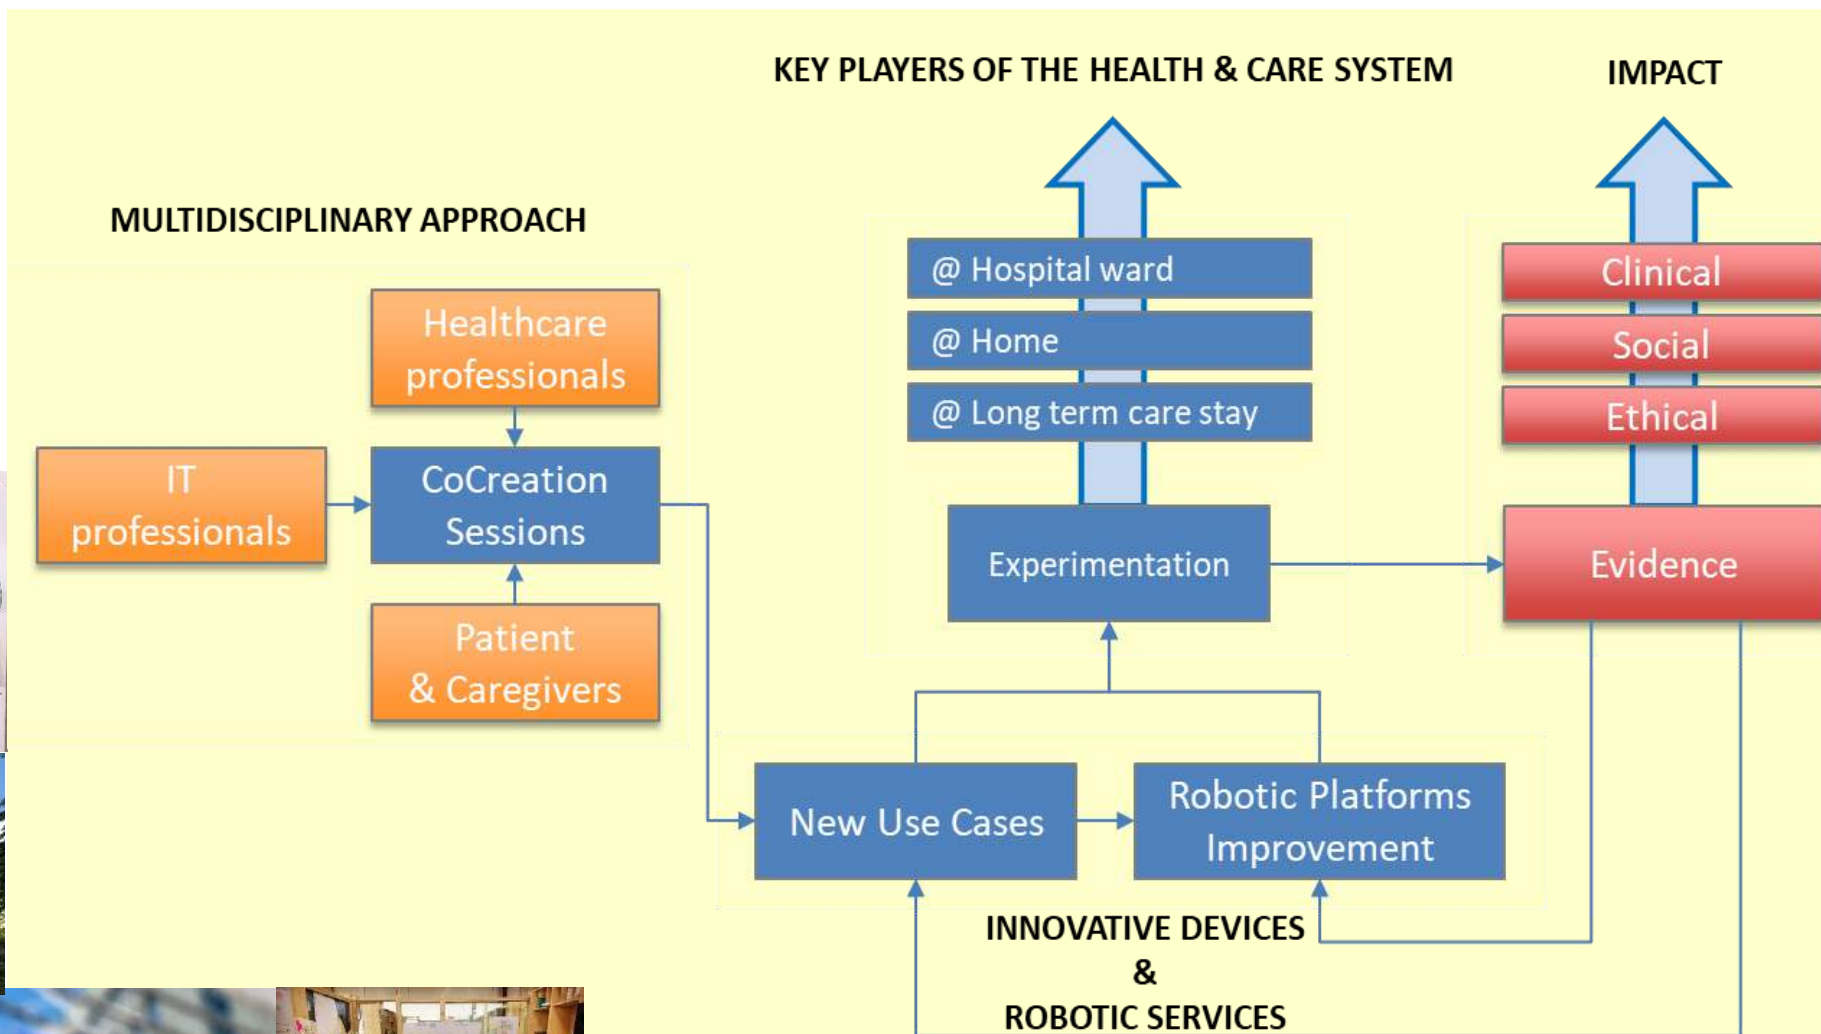 KEY PLAYERS OF THE HEALTH & CARE SYSTEM
IMPACT
MULTIDISCIPLINARY APPROACH
Healthcare
professionals
IT
professionals
CoCreation
Sessions
Patient
& Caregivers
@ Hospital ward
@ Home
@ Long term care stay
Experimentation
Clinical
Social
Ethical
Evidence
New Use Cases
Robotic Platforms
Improvement
INNOVATIVE DEVICES
&
ROBOTIC SERVICES